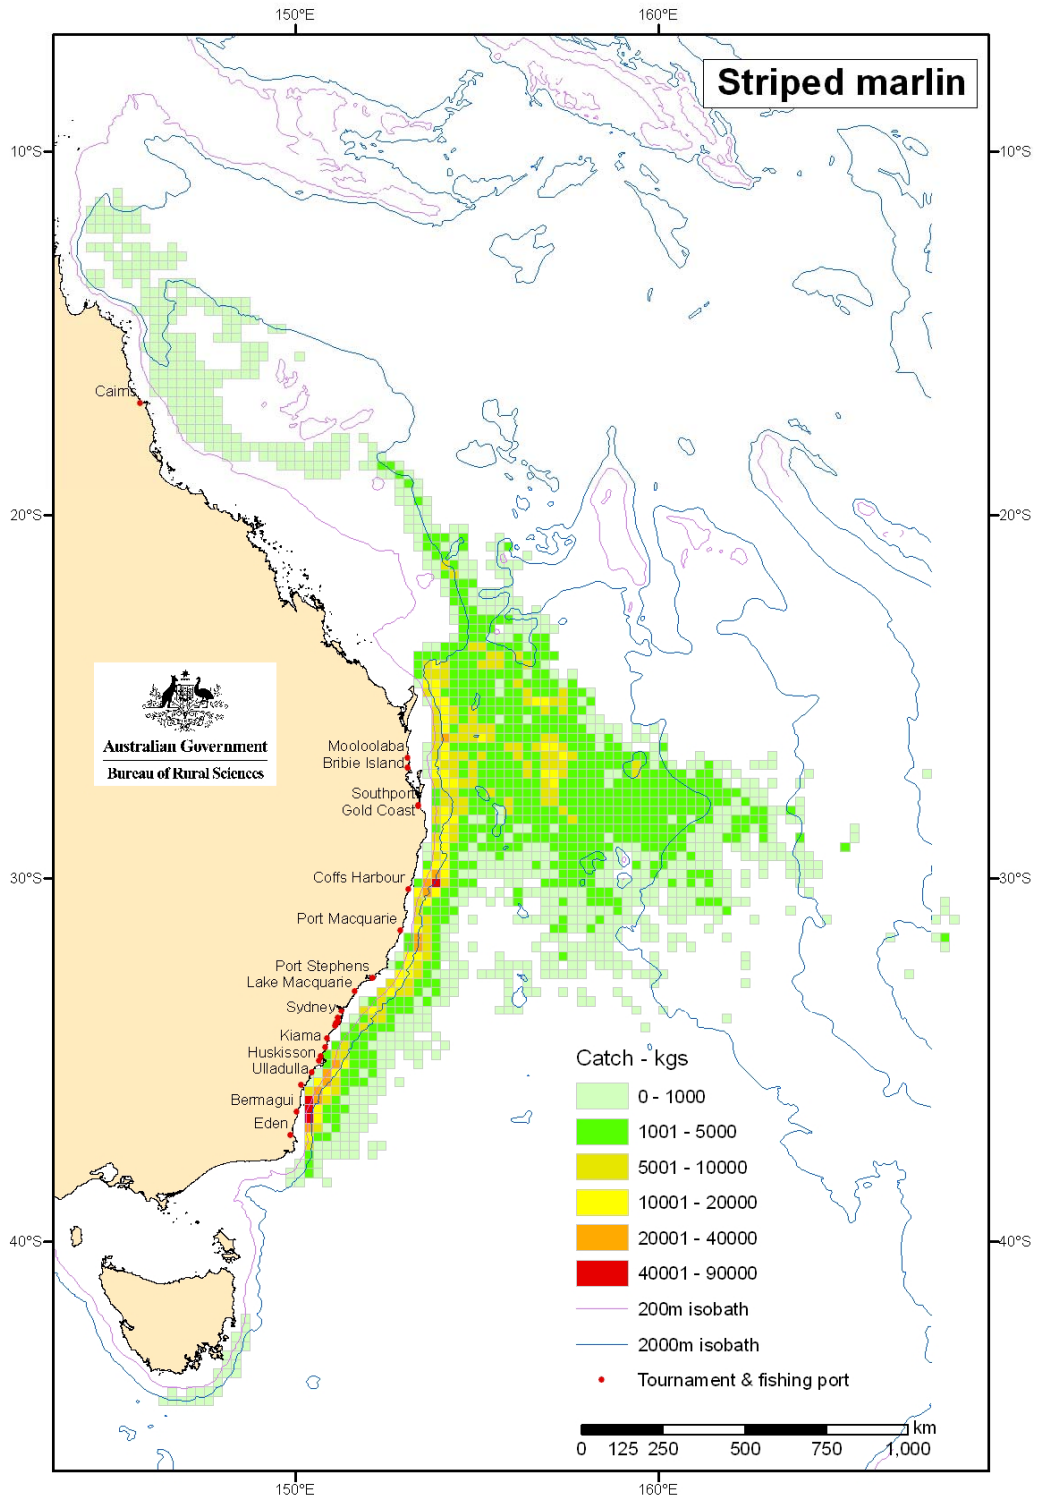 150°E
160°E
Striped marlin
10°S
10°S
Cairns
20°S
20°S
Australian Government
Bureau of Rural Sciences
Mooloolaba
Bribie Island
Southport
Gold Coast
30°S
Coffs Harbour
30°S
Port Macquarie
Port Stephens
Lake Macquarie
Sydney
Kiama
Huskisson
Ulladulla
Bermagui
Eden
Catch - kgs
0 - 1000
1001 - 5000
5001 - 10000
10001 - 20000
20001 - 40000
40001 - 90000
200m isobath
2000m isobath
Tournament & fishing port
40°S
40°S
km
0 125 250 500 750 1,000
150°E
160°E